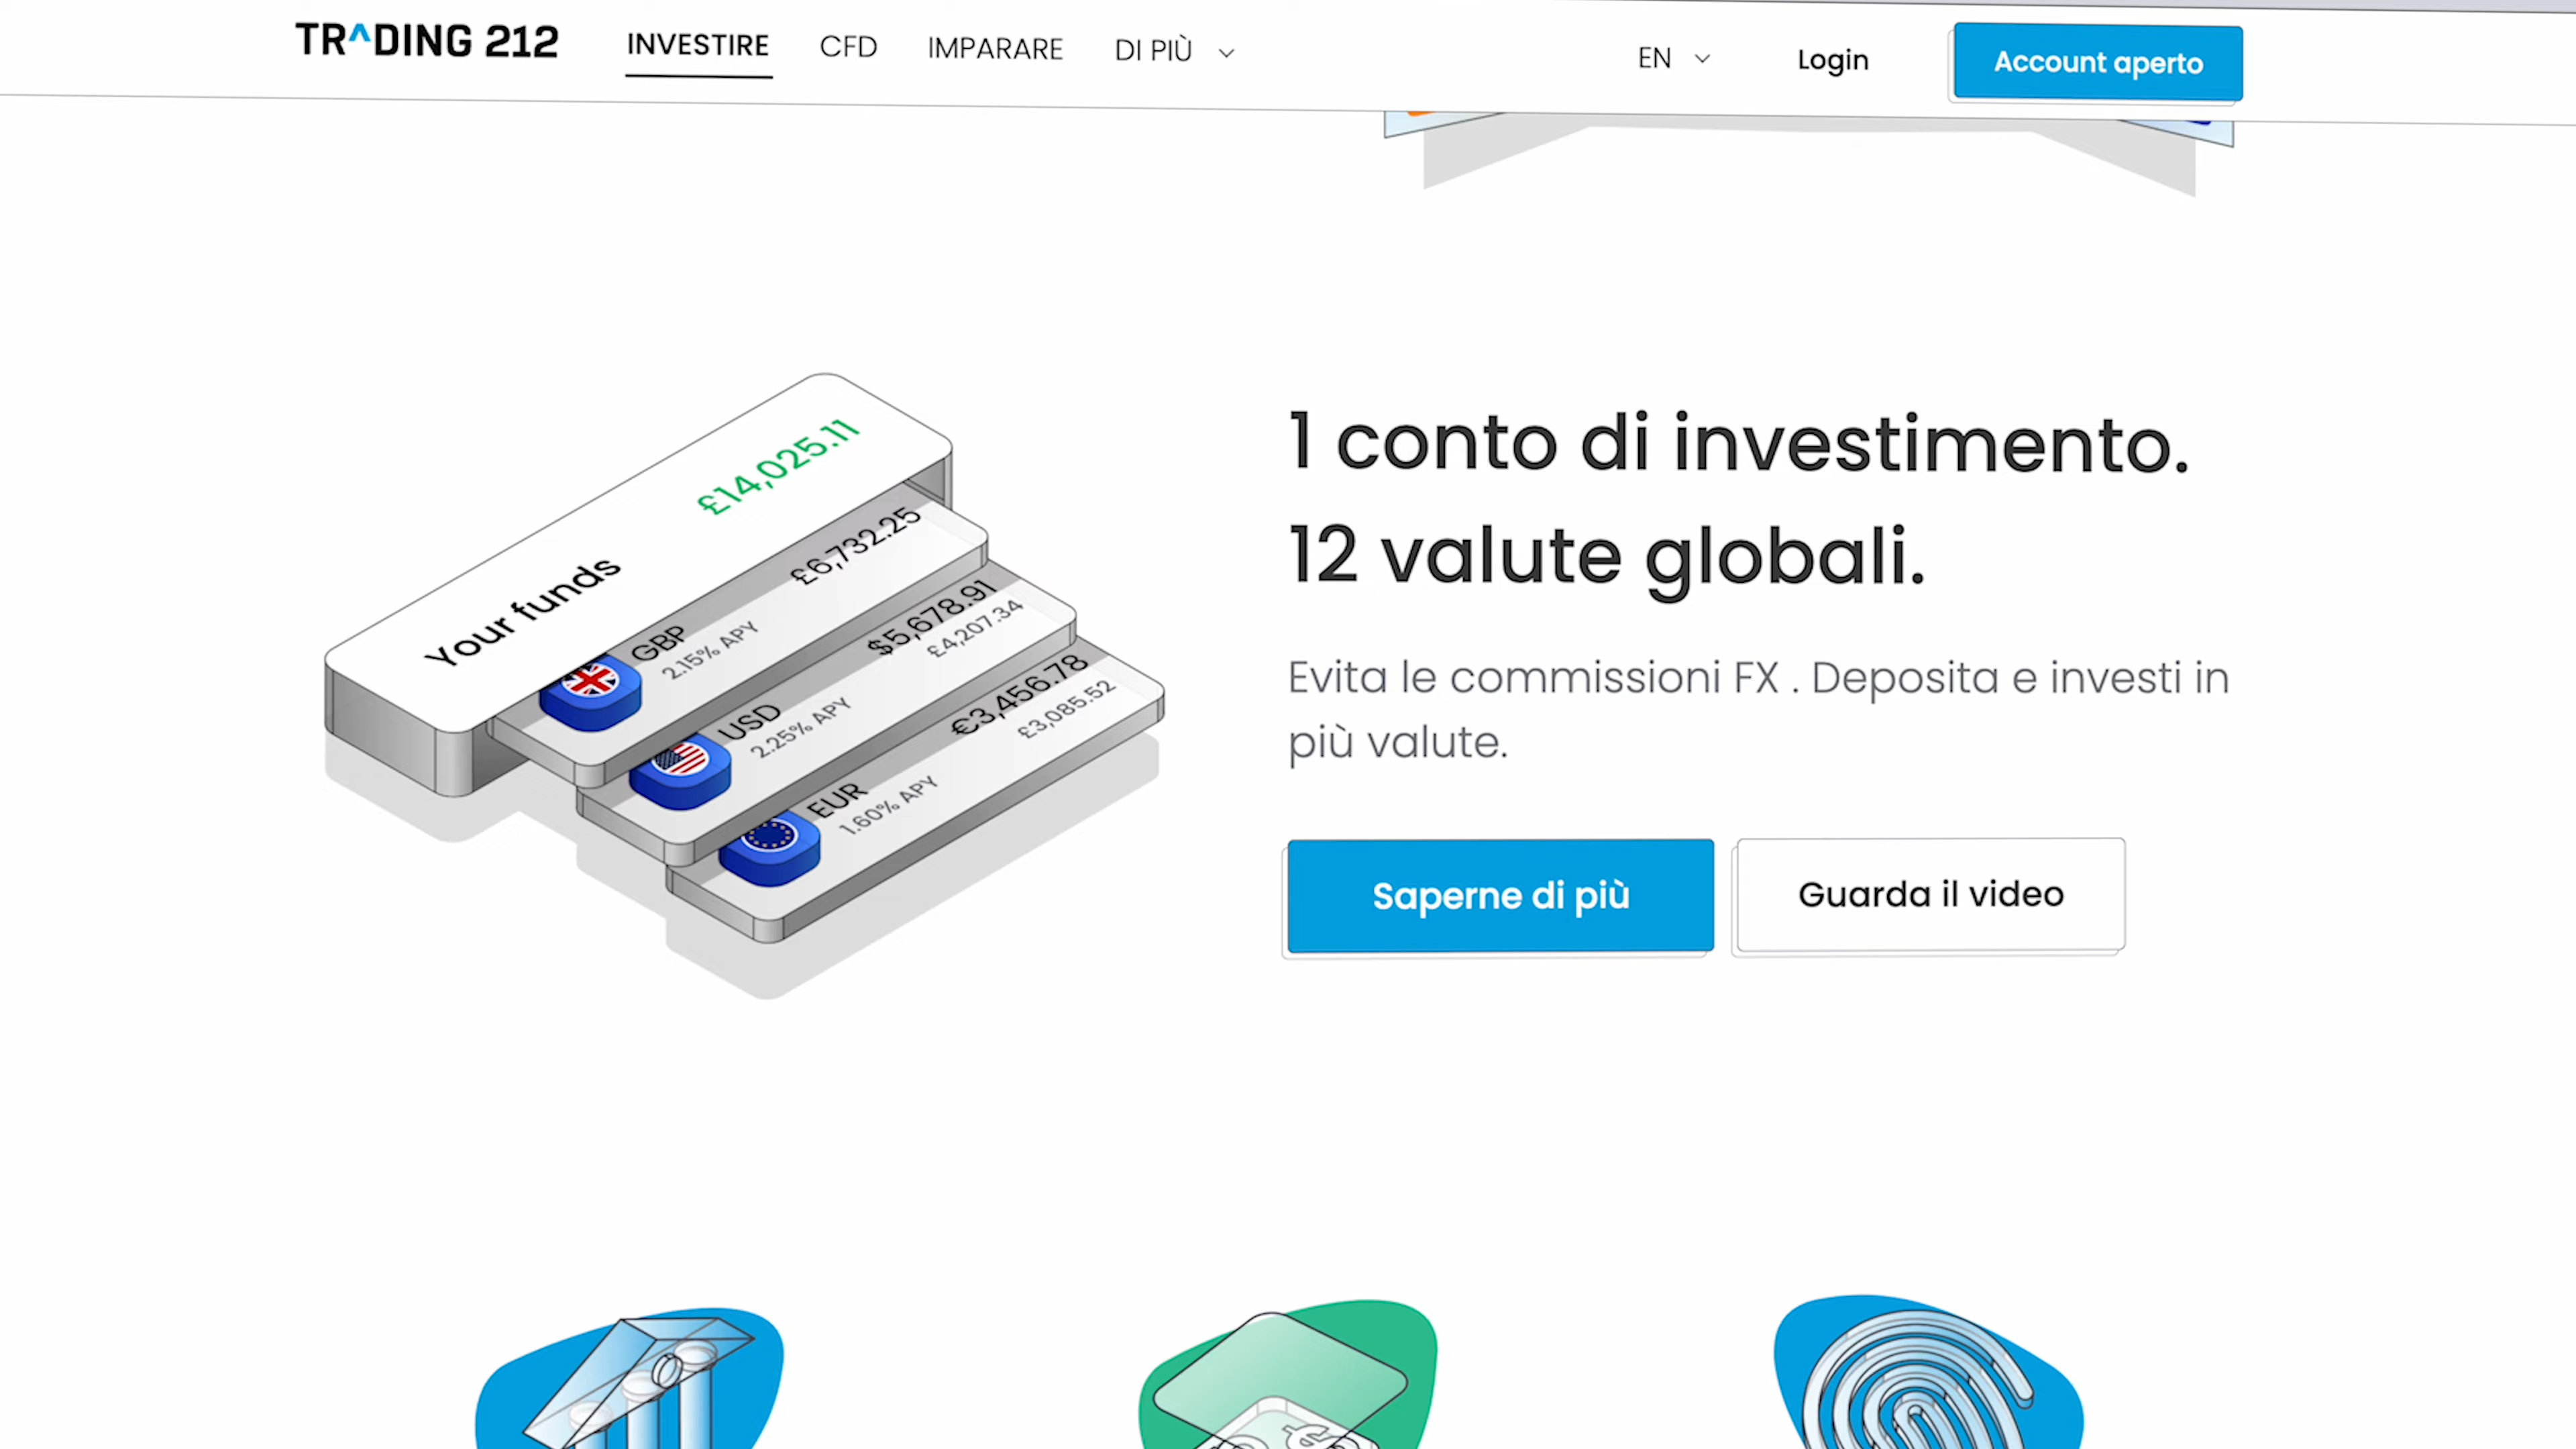 TRADING 212
INVESTIRE
CFD
IMPARARE
DI PIÙ
EN
Login
Account aperto
Your funds
£14,025.11
GBP
2.15% APY
£6,732.25
USD
2.25% APY
$5,678.91
£4,207.34
EUR
1.60% APY
€3,456.78
£3,085.52
1 conto di investimento.
12 valute globali.
Evita le commissioni FX . Deposita e investi in
più valute.
Saperne di più
Guarda il video